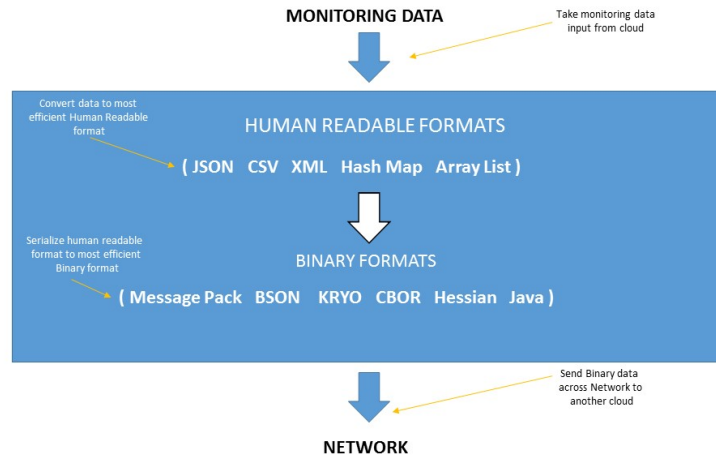 MONITORING DATA
Take monitoring data
input from cloud
Convert data to most
efficient Human Readable
format
HUMAN READABLE FORMATS
( JSON CSV XML Hash Map Array List )
Serialize human readable
format to most efficient
Binary format
BINARY FORMATS
( Message Pack BSON KRYO CBOR Hessian Java )
Send Binary data
across Network to
another cloud
NETWORK